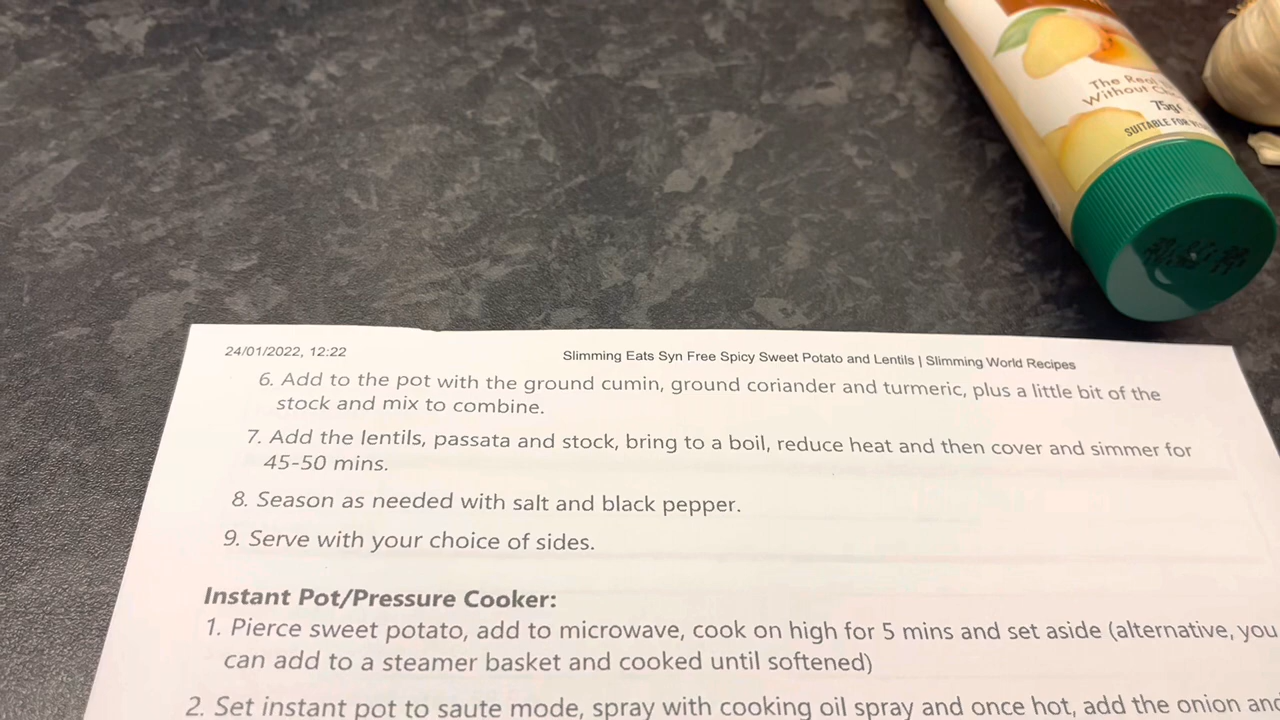 The Real
Without
75g
SUITABLE FOR
24/01/2022, 12:22
Slimming Eats Syn Free Spicy Sweet Potato and Lentils | Slimming World Recipes
6. Add to the pot with the ground cumin, ground coriander and turmeric, plus a little bit of the
stock and mix to combine.
7. Add the lentils, passata and stock, bring to a boil, reduce heat and then cover and simmer for
45-50 mins.
8. Season as needed with salt and black pepper.
9. Serve with your choice of sides.
Instant Pot/Pressure Cooker:
1. Pierce sweet potato, add to microwave, cook on high for 5 mins and set aside (alternative, you
can add to a steamer basket and cooked until softened)
2. Set instant pot to saute mode, spray with cooking oil spray and once hot, add the onion and